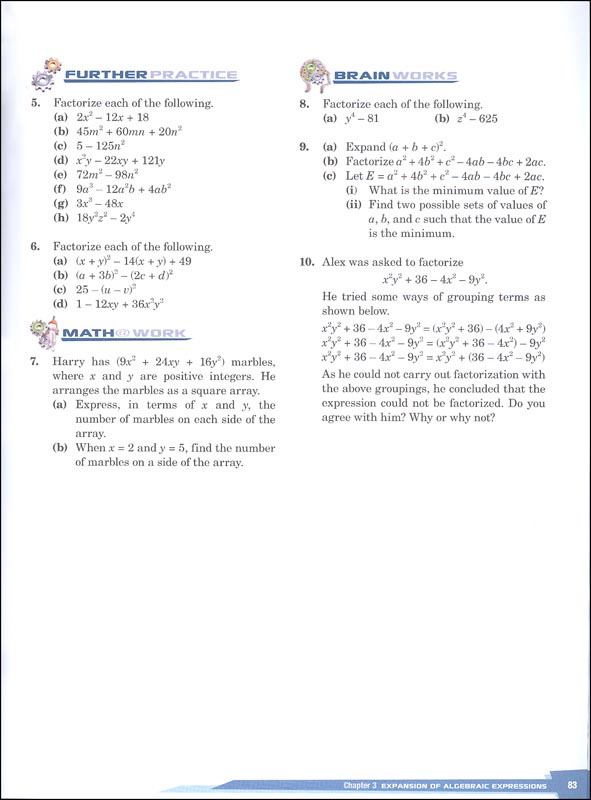 FURTHER PRACTICE
5. Factorize each of the following.
(a) 2x² – 12x + 18
(b) 45m² + 60mn + 20n²
(c) 5 – 125n²
(d) x²y – 22xy + 121y
(e) 72m² – 98n²
(f) 9a³ – 12a²b + 4ab²
(g) 3x³ – 48x
(h) 18y²z² – 2y⁴
6. Factorize each of the following.
(a) (x + y)² – 14(x + y) + 49
(b) (a + 3b)² – (2c + d)²
(c) 25 – (u – v)²
(d) 1 – 12xy + 36x²y²
MATH@WORK
7. Harry has (9x² + 24xy + 16y²) marbles,
where x and y are positive integers. He
arranges the marbles as a square array.
(a) Express, in terms of x and y, the
number of marbles on each side of the
array.
(b) When x = 2 and y = 5, find the number
of marbles on a side of the array.
BRAINWORKS
8. Factorize each of the following.
(a) y⁴ – 81 (b) z⁴ – 625
9. (a) Expand (a + b + c)².
(b) Factorize a² + 4b² + c² – 4ab – 4bc + 2ac.
(c) Let E = a² + 4b² + c² – 4ab – 4bc + 2ac.
(i) What is the minimum value of E?
(ii) Find two possible sets of values of
a, b, and c such that the value of E
is the minimum.
10. Alex was asked to factorize
x²y² + 36 – 4x² – 9y².
He tried some ways of grouping terms as
shown below.
x²y² + 36 – 4x² – 9y² = (x²y² + 36) – (4x² + 9y²)
x²y² + 36 – 4x² – 9y² = (x²y² + 36 – 4x²) – 9y²
x²y² + 36 – 4x² – 9y² = x²y² + (36 – 4x² – 9y²)
As he could not carry out factorization with
the above groupings, he concluded that the
expression could not be factorized. Do you
agree with him? Why or why not?
Chapter 3 EXPANSION OF ALGEBRAIC EXPRESSIONS 83